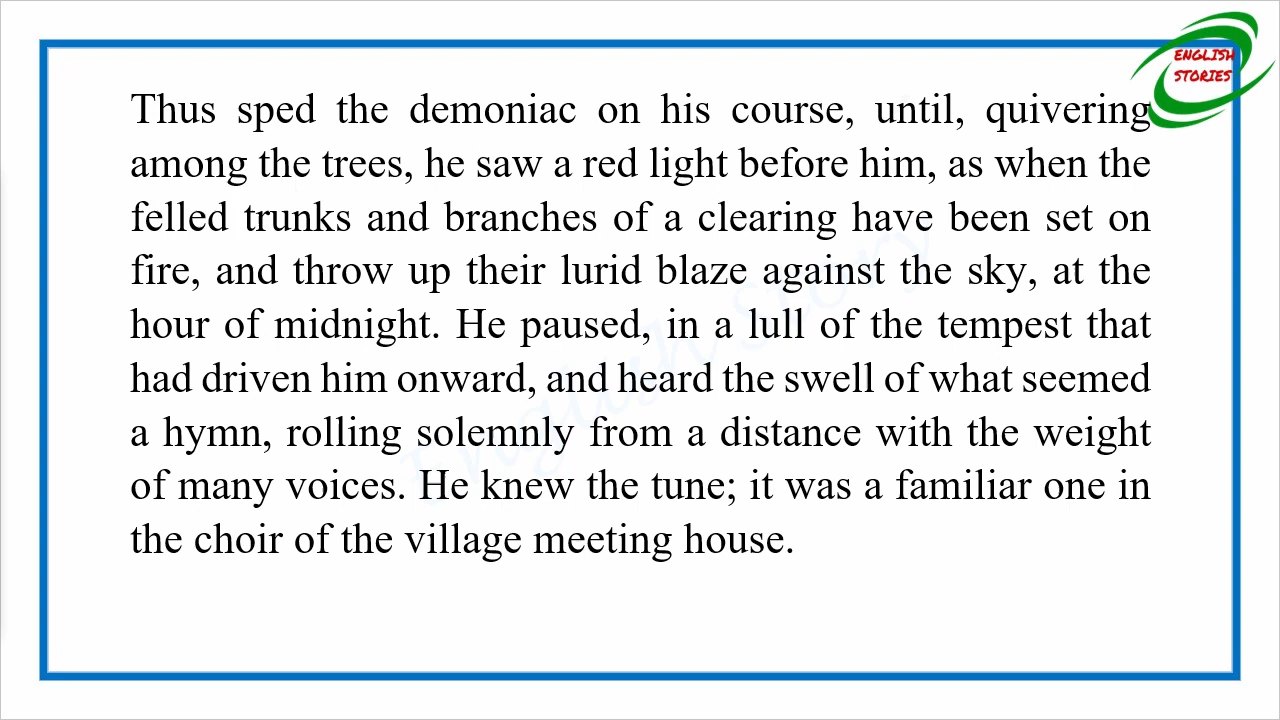 ENGLISH
STORIES
Thus sped the demoniac on his course, until, quivering
among the trees, he saw a red light before him, as when the
felled trunks and branches of a clearing have been set on
fire, and throw up their lurid blaze against the sky, at the
hour of midnight. He paused, in a lull of the tempest that
had driven him onward, and heard the swell of what seemed
a hymn, rolling solemnly from a distance with the weight
of many voices. He knew the tune; it was a familiar one in
the choir of the village meeting house.
English Story